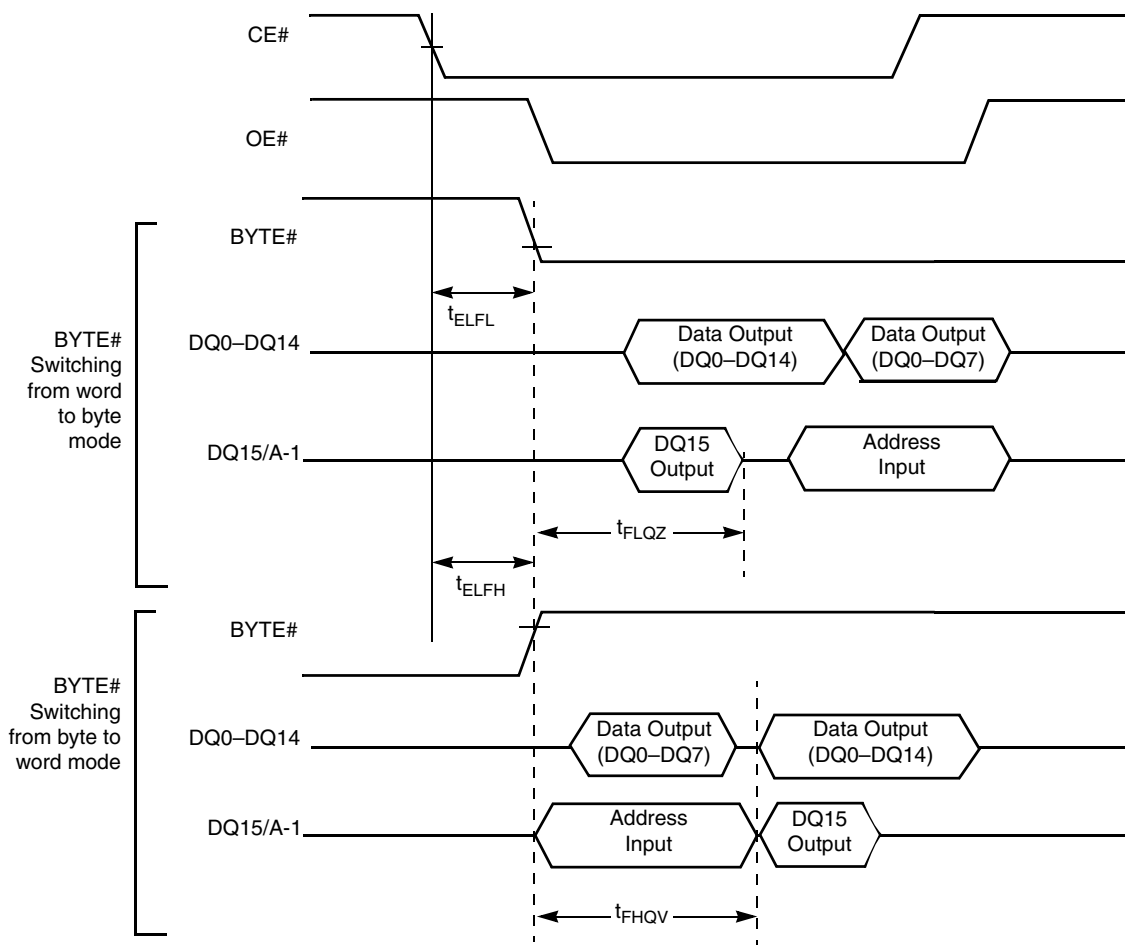 CE#
OE#
BYTE#
tELFL
BYTE#
Switching
from word
to byte
mode
DQ0–DQ14
Data Output
(DQ0–DQ14)
Data Output
(DQ0–DQ7)
DQ15/A-1
DQ15
Output
Address
Input
tFLQZ
tELFH
BYTE#
BYTE#
Switching
from byte to
word mode
DQ0–DQ14
Data Output
(DQ0–DQ7)
Data Output
(DQ0–DQ14)
DQ15/A-1
Address
Input
DQ15
Output
tFHQV